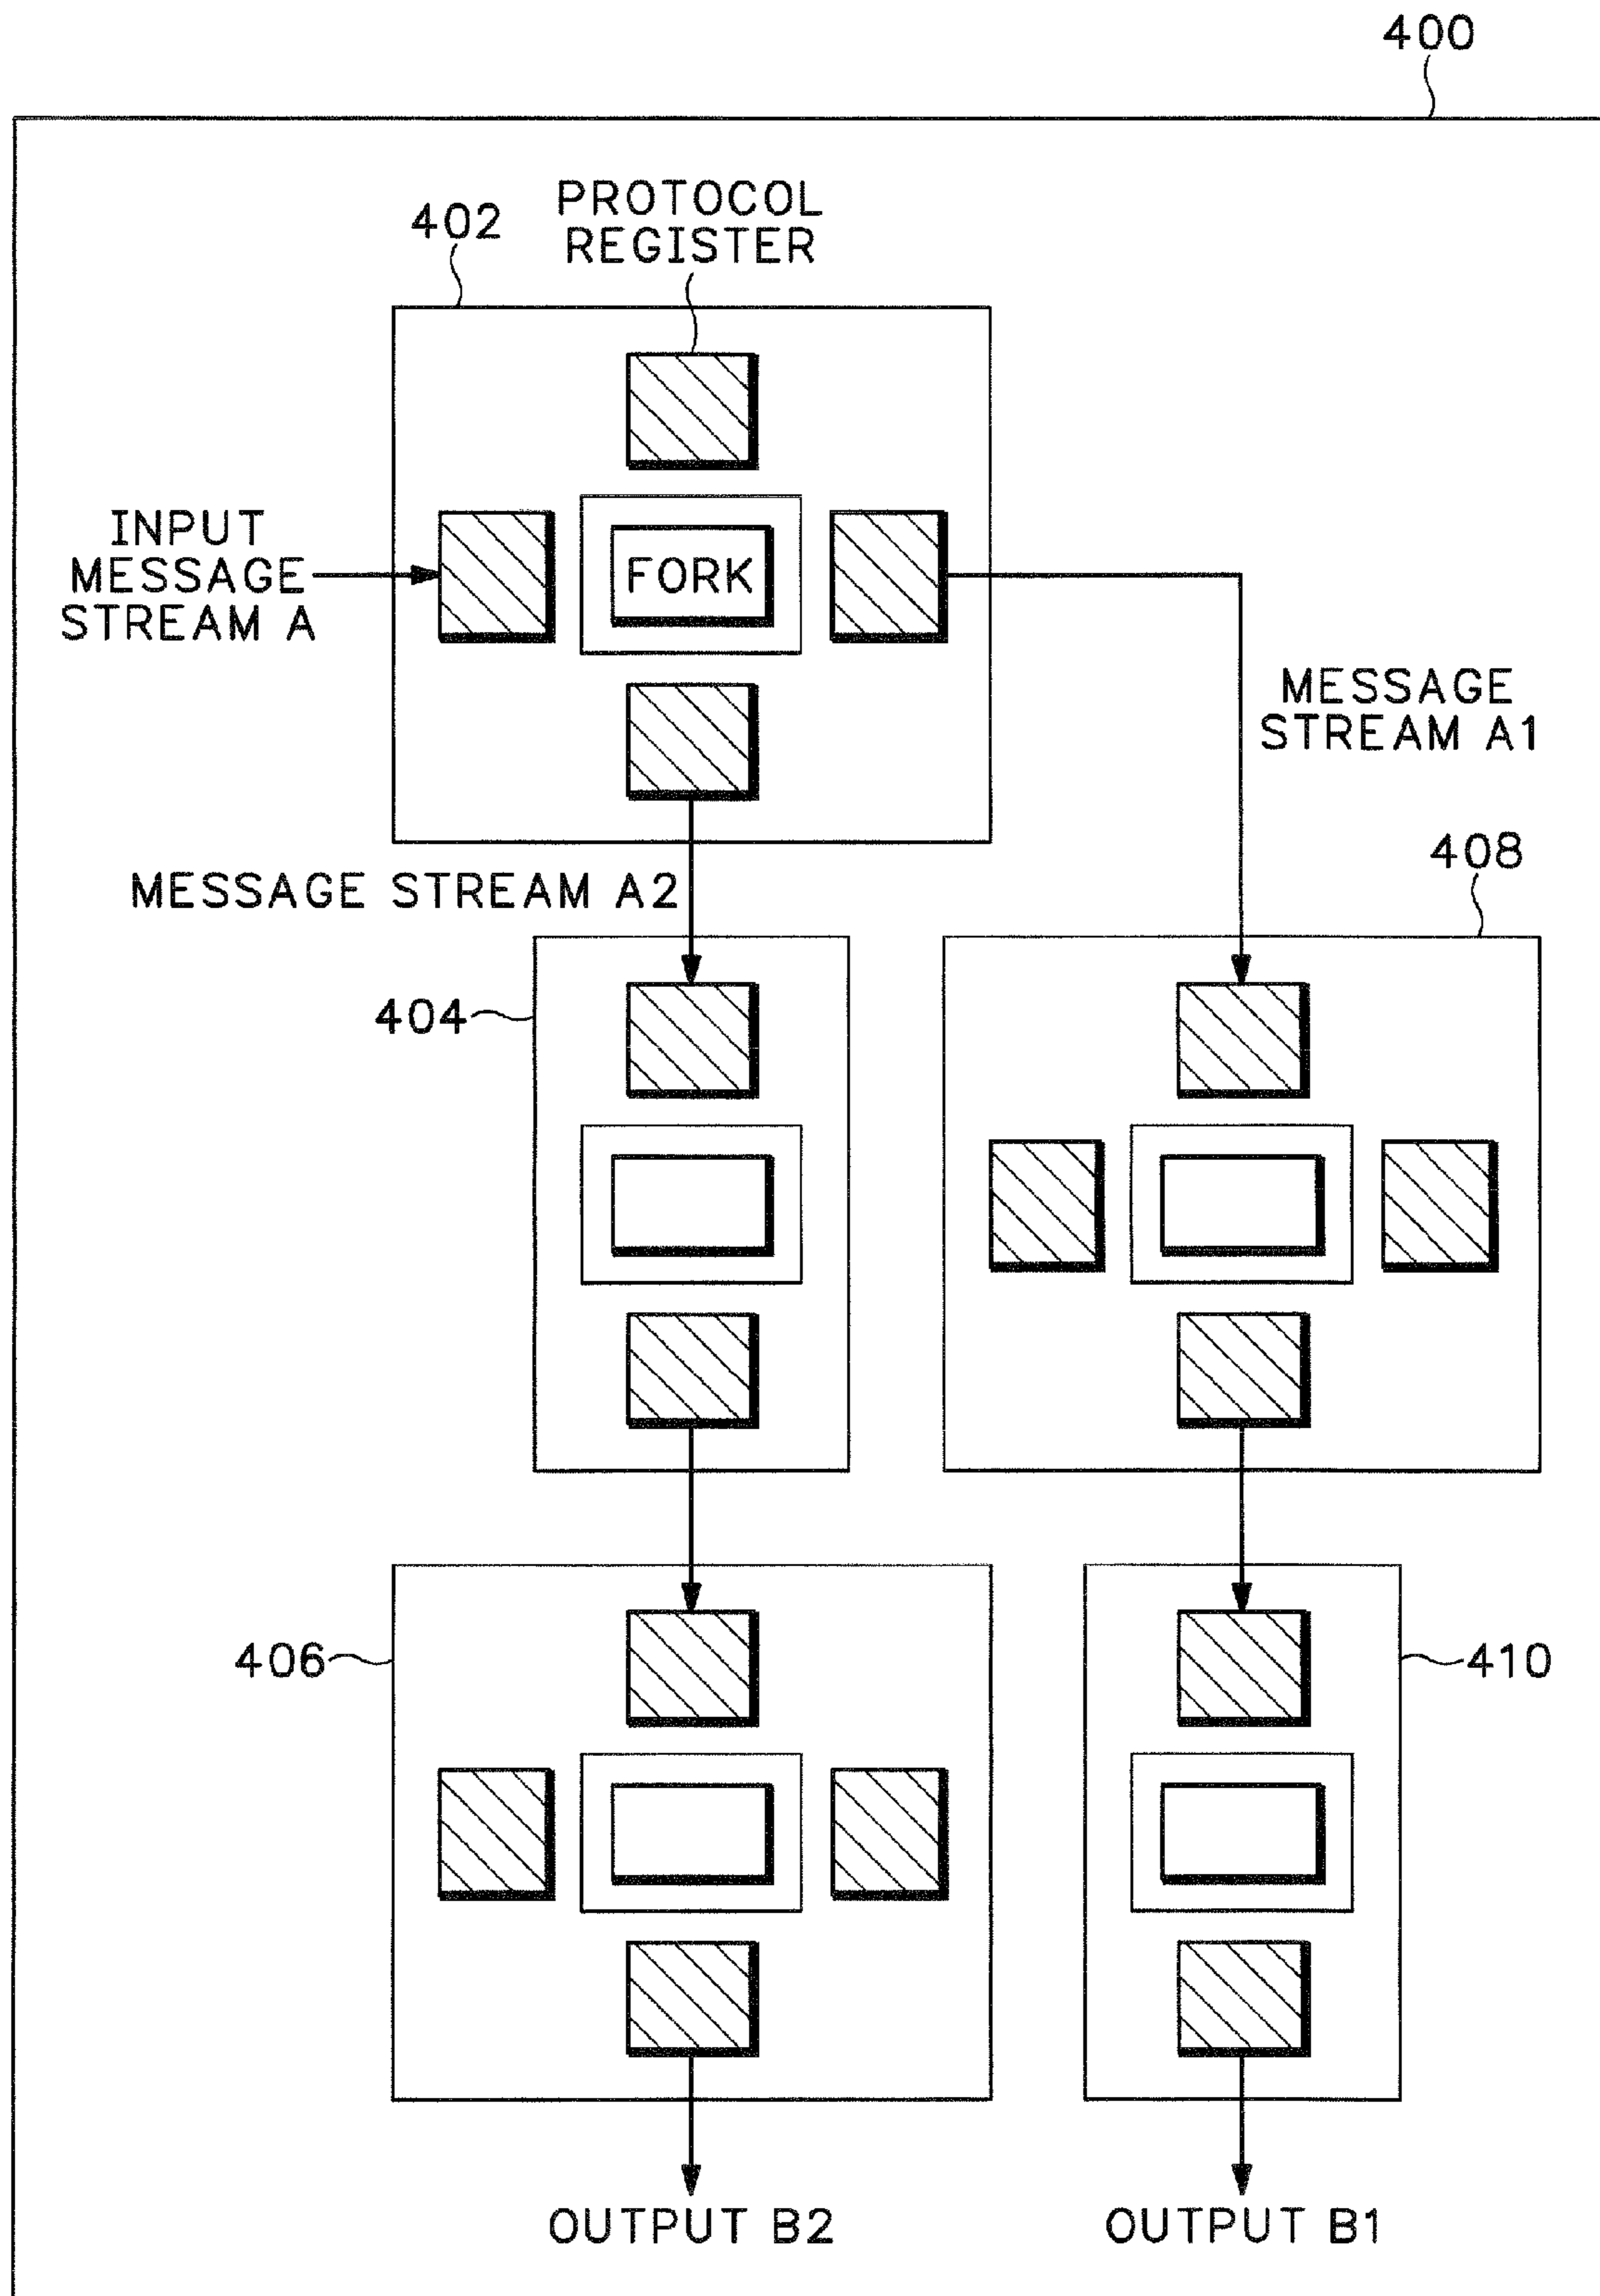 400
402
PROTOCOL
REGISTER
INPUT
MESSAGE
STREAM A
FORK
MESSAGE
STREAM A1
MESSAGE STREAM A2
408
404
406
410
OUTPUT B2
OUTPUT B1